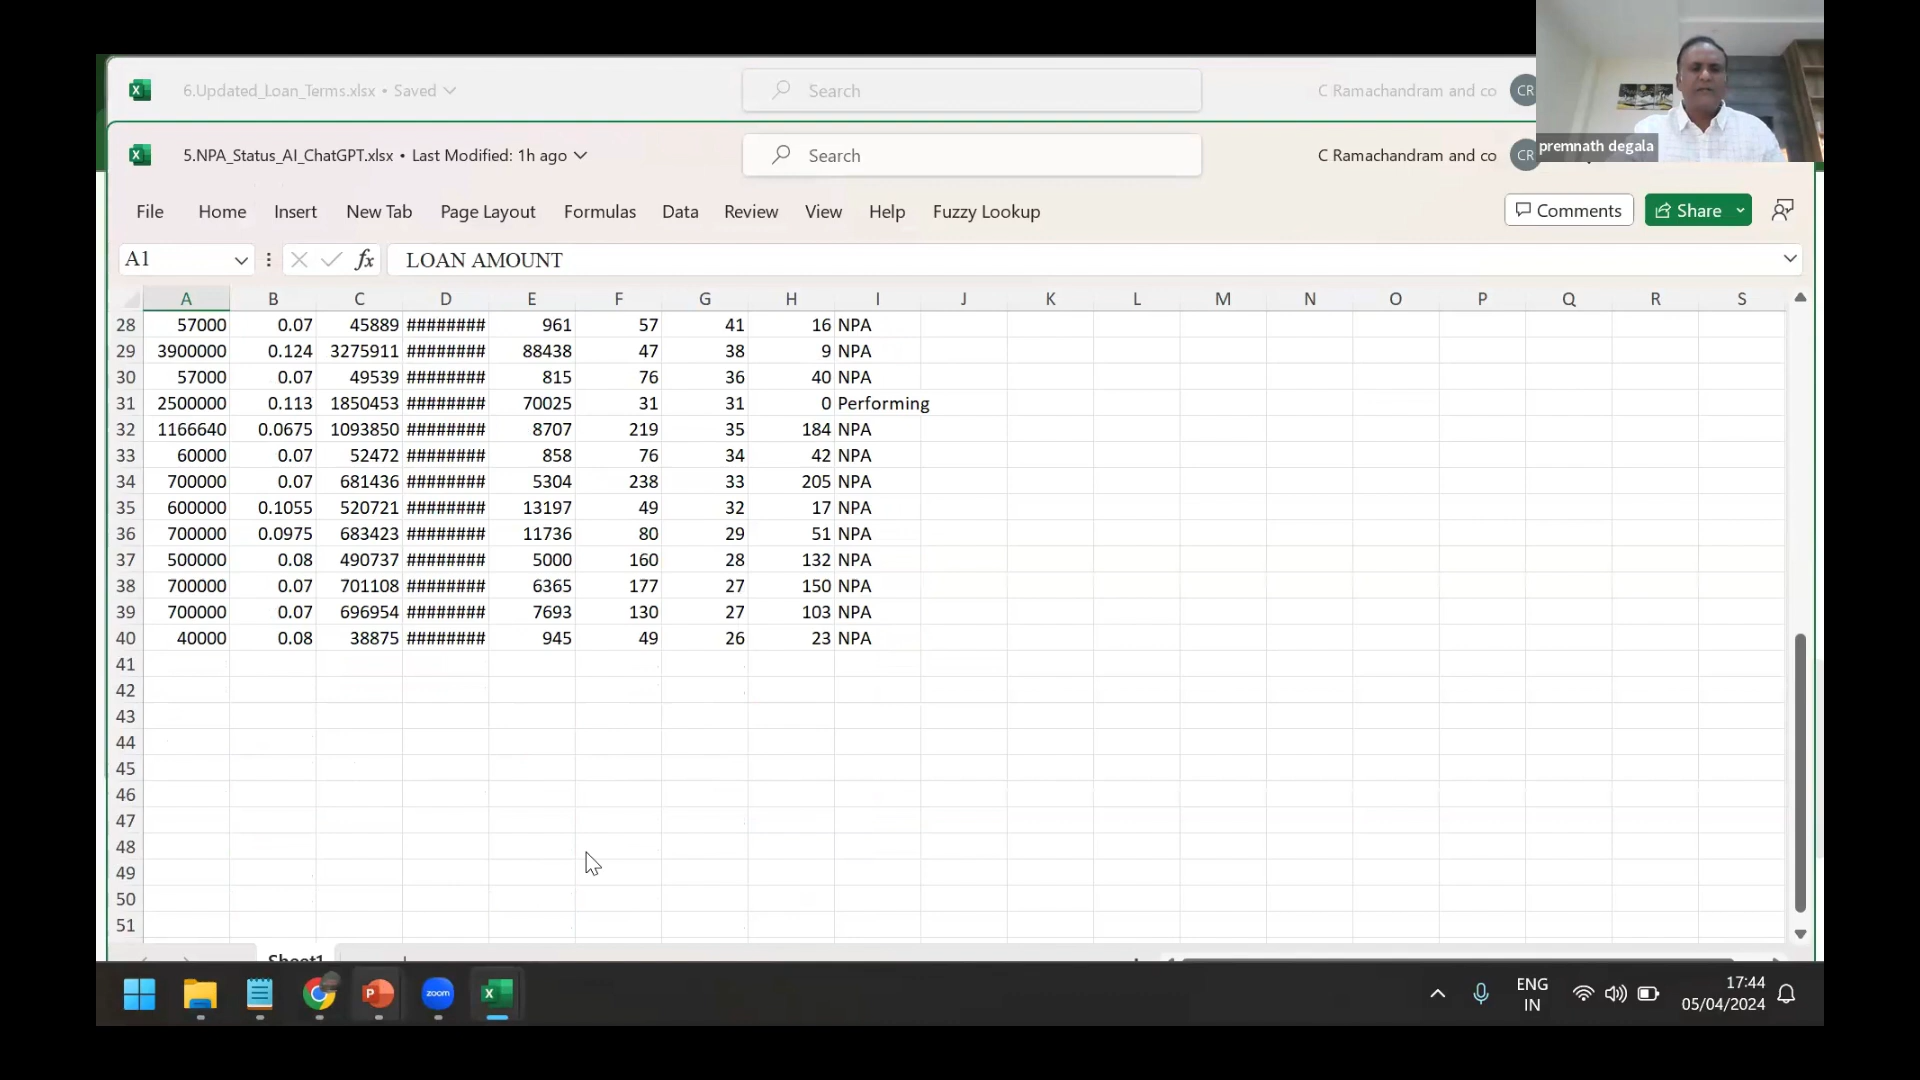 6.Updated_Loan_Terms.xlsx • Saved
Search
C Ramachandram and co
CR
5.NPA_Status_AI_ChatGPT.xlsx • Last Modified: 1h ago
Search
C Ramachandram and co
CR
premnath degala
File Home Insert New Tab Page Layout Formulas Data Review View Help Fuzzy Lookup
Comments
Share
A1
fx
LOAN AMOUNT
A B C D E F G H I J K L M N O P Q R S
28 57000 0.07 45889 ######## 961 57 41 16 NPA
29 3900000 0.124 3275911 ######## 88438 47 38 9 NPA
30 57000 0.07 49539 ######## 815 76 36 40 NPA
31 2500000 0.113 1850453 ######## 70025 31 31 0 Performing
32 1166640 0.0675 1093850 ######## 8707 219 35 184 NPA
33 60000 0.07 52472 ######## 858 76 34 42 NPA
34 700000 0.07 681436 ######## 5304 238 33 205 NPA
35 600000 0.1055 520721 ######## 13197 49 32 17 NPA
36 700000 0.0975 683423 ######## 11736 80 29 51 NPA
37 500000 0.08 490737 ######## 5000 160 28 132 NPA
38 700000 0.07 701108 ######## 6365 177 27 150 NPA
39 700000 0.07 696954 ######## 7693 130 27 103 NPA
40 40000 0.08 38875 ######## 945 49 26 23 NPA
41
42
43
44
45
46
47
48
49
50
51
Sheet1
zoom
ENG
IN
17:44
05/04/2024